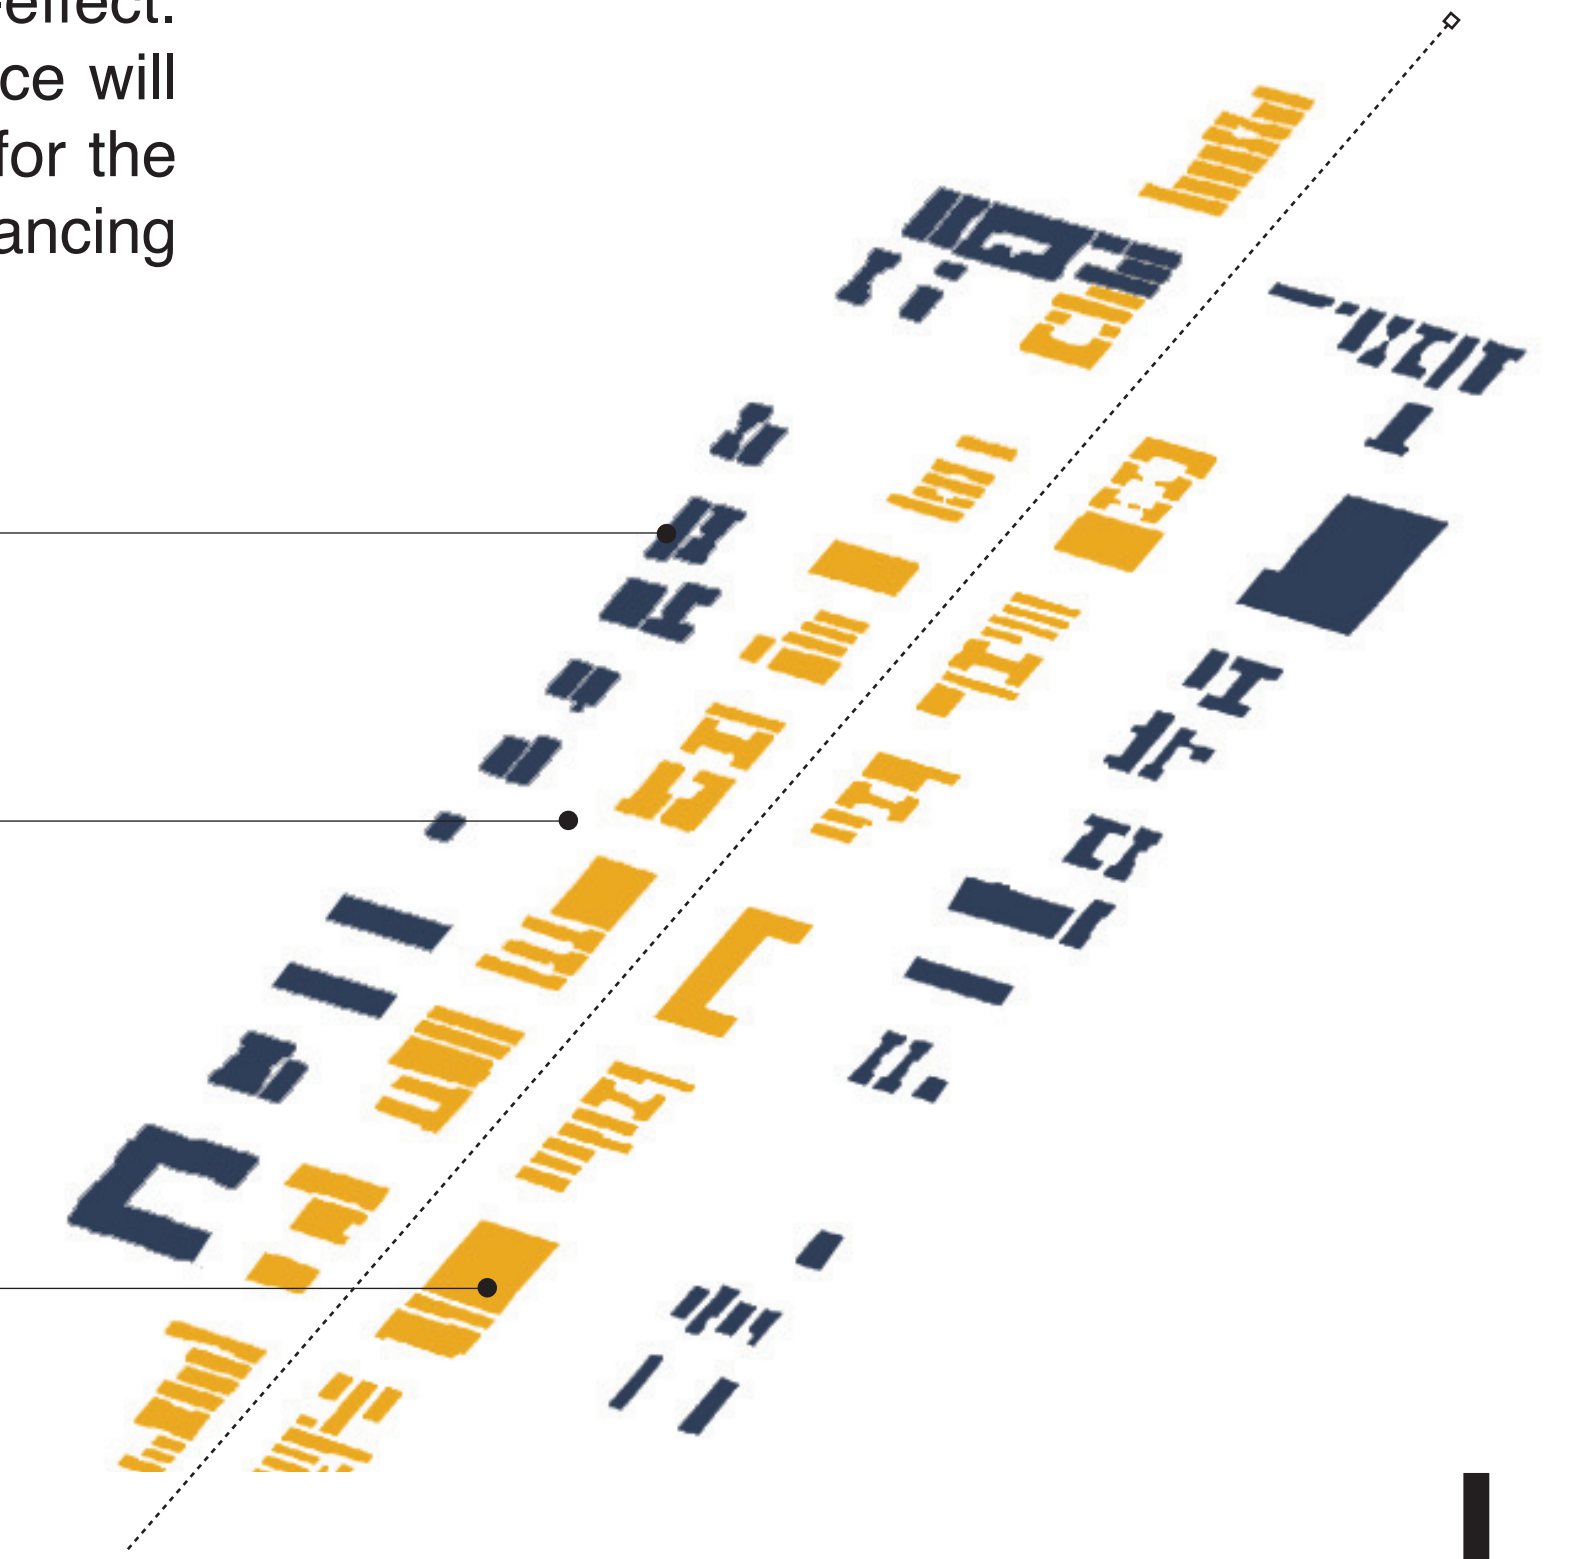 effect.
ce will
for the
ancing